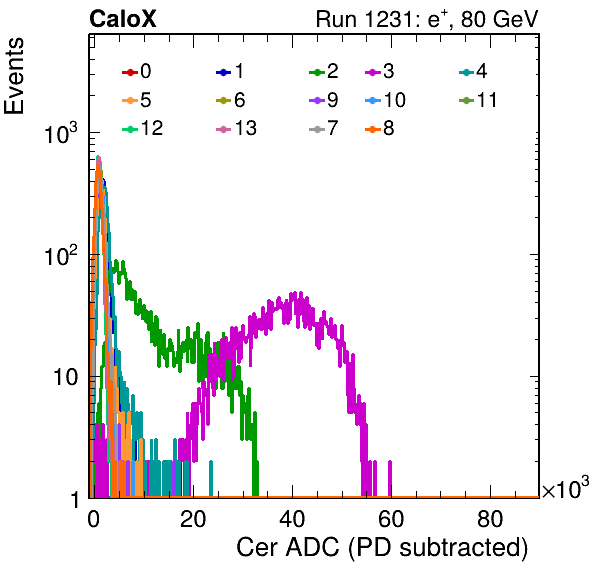 CaloX Run 1231: e⁺, 80 GeV
Events
0 1 2 3 4
5 6 9 10 11
12 13 7 8
10³
10²
10
1
0 20 40 60 80 ×10³
Cer ADC (PD subtracted)